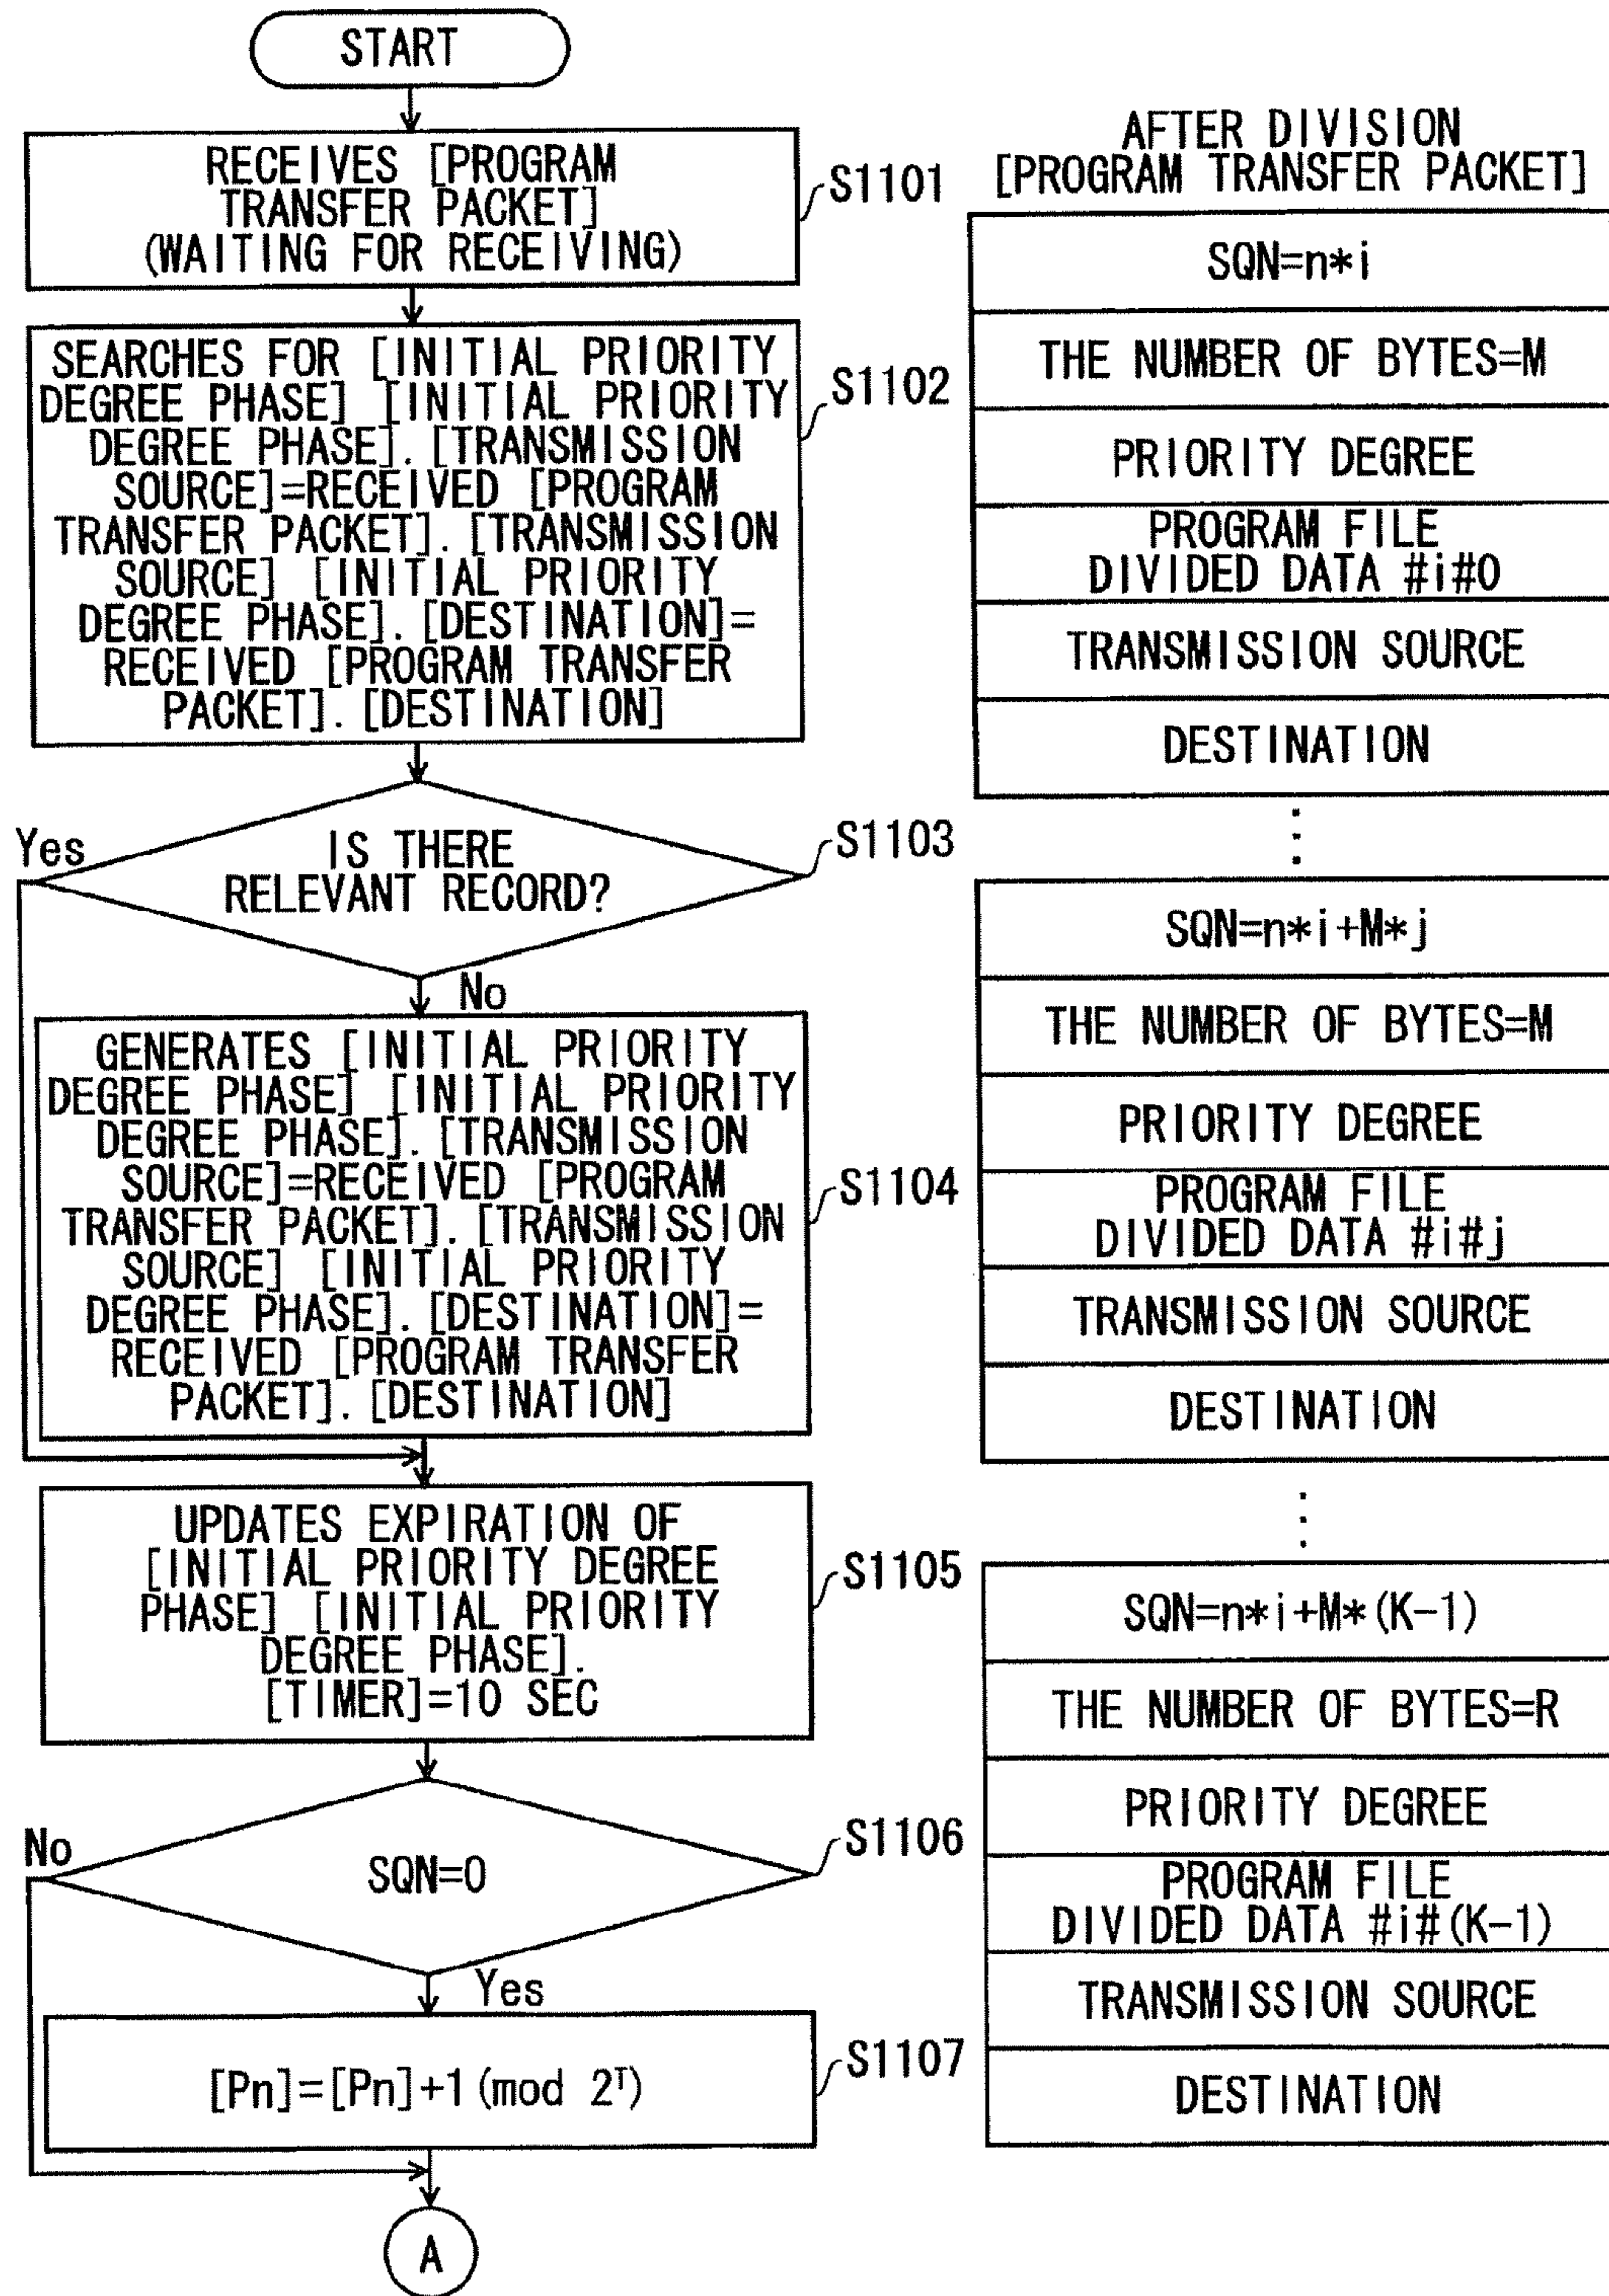 START
RECEIVES [PROGRAM
TRANSFER PACKET]
(WAITING FOR RECEIVING)
S1101
SEARCHES FOR [INITIAL PRIORITY
DEGREE PHASE] [INITIAL PRIORITY
DEGREE PHASE]. [TRANSMISSION
SOURCE]=RECEIVED [PROGRAM
TRANSFER PACKET]. [TRANSMISSION
SOURCE] [INITIAL PRIORITY
DEGREE PHASE]. [DESTINATION]=
RECEIVED [PROGRAM TRANSFER
PACKET]. [DESTINATION]
S1102
Yes
IS THERE
RELEVANT RECORD?
S1103
No
GENERATES [INITIAL PRIORITY
DEGREE PHASE] [INITIAL PRIORITY
DEGREE PHASE]. [TRANSMISSION
SOURCE]=RECEIVED [PROGRAM
TRANSFER PACKET]. [TRANSMISSION
SOURCE] [INITIAL PRIORITY
DEGREE PHASE]. [DESTINATION]=
RECEIVED [PROGRAM TRANSFER
PACKET]. [DESTINATION]
S1104
UPDATES EXPIRATION OF
[INITIAL PRIORITY DEGREE
PHASE] [INITIAL PRIORITY
DEGREE PHASE].
[TIMER]=10 SEC
S1105
No
SQN=0
S1106
Yes
[Pn]=[Pn]+1(mod 2ᵀ)
S1107
A
AFTER DIVISION
[PROGRAM TRANSFER PACKET]
SQN=n*i
THE NUMBER OF BYTES=M
PRIORITY DEGREE
PROGRAM FILE
DIVIDED DATA #i#0
TRANSMISSION SOURCE
DESTINATION
SQN=n*i+M*j
THE NUMBER OF BYTES=M
PRIORITY DEGREE
PROGRAM FILE
DIVIDED DATA #i#j
TRANSMISSION SOURCE
DESTINATION
SQN=n*i+M*(K-1)
THE NUMBER OF BYTES=R
PRIORITY DEGREE
PROGRAM FILE
DIVIDED DATA #i#(K-1)
TRANSMISSION SOURCE
DESTINATION